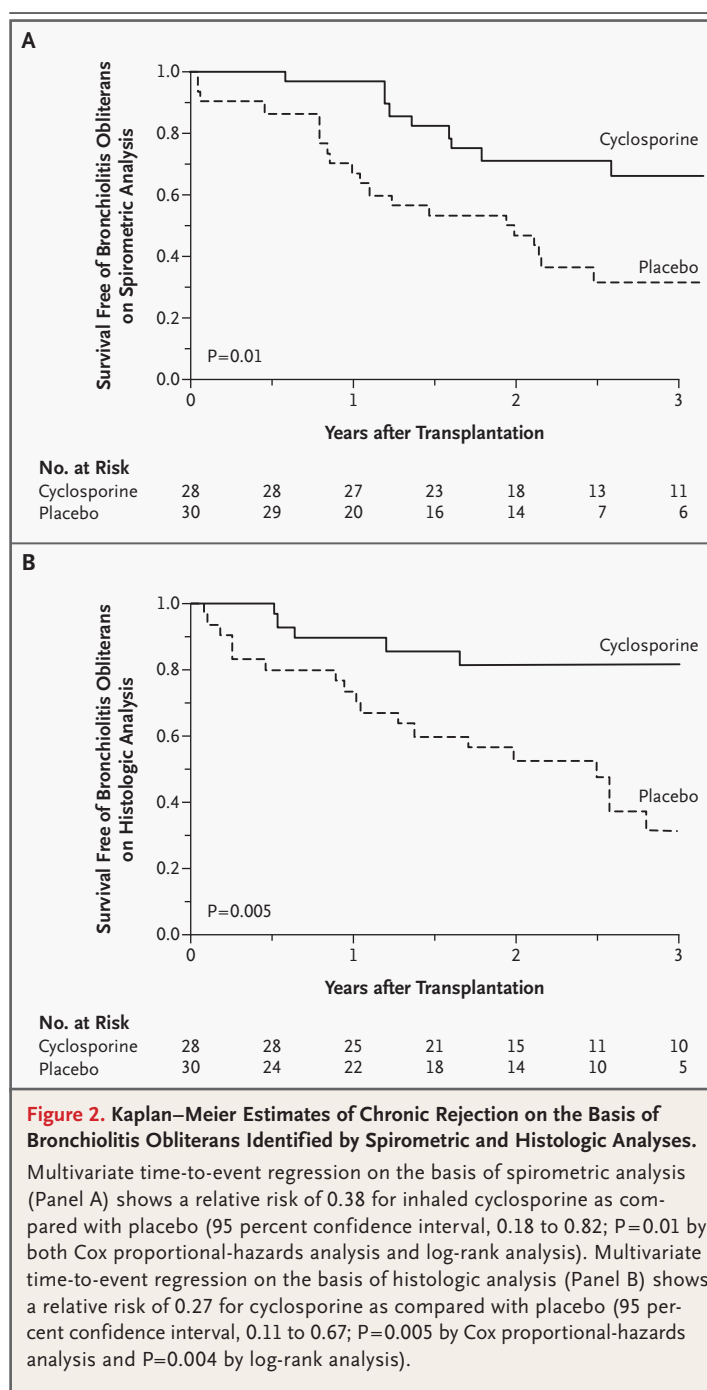 A
Survival Free of Bronchiolitis Obliterans
on Spirometric Analysis
1.0
0.8
0.6
0.4
0.2
0.0
Cyclosporine
Placebo
P=0.01
0 1 2 3
Years after Transplantation
No. at Risk
Cyclosporine 28 28 27 23 18 13 11
Placebo 30 29 20 16 14 7 6
B
Survival Free of Bronchiolitis Obliterans
on Histologic Analysis
1.0
0.8
0.6
0.4
0.2
0.0
Cyclosporine
Placebo
P=0.005
0 1 2 3
Years after Transplantation
No. at Risk
Cyclosporine 28 28 25 21 15 11 10
Placebo 30 24 22 18 14 10 5
Figure 2. Kaplan–Meier Estimates of Chronic Rejection on the Basis of
Bronchiolitis Obliterans Identified by Spirometric and Histologic Analyses.
Multivariate time-to-event regression on the basis of spirometric analysis
(Panel A) shows a relative risk of 0.38 for inhaled cyclosporine as com-
pared with placebo (95 percent confidence interval, 0.18 to 0.82; P=0.01 by
both Cox proportional-hazards analysis and log-rank analysis). Multivariate
time-to-event regression on the basis of histologic analysis (Panel B) shows
a relative risk of 0.27 for cyclosporine as compared with placebo (95 per-
cent confidence interval, 0.11 to 0.67; P=0.005 by Cox proportional-hazards
analysis and P=0.004 by log-rank analysis).